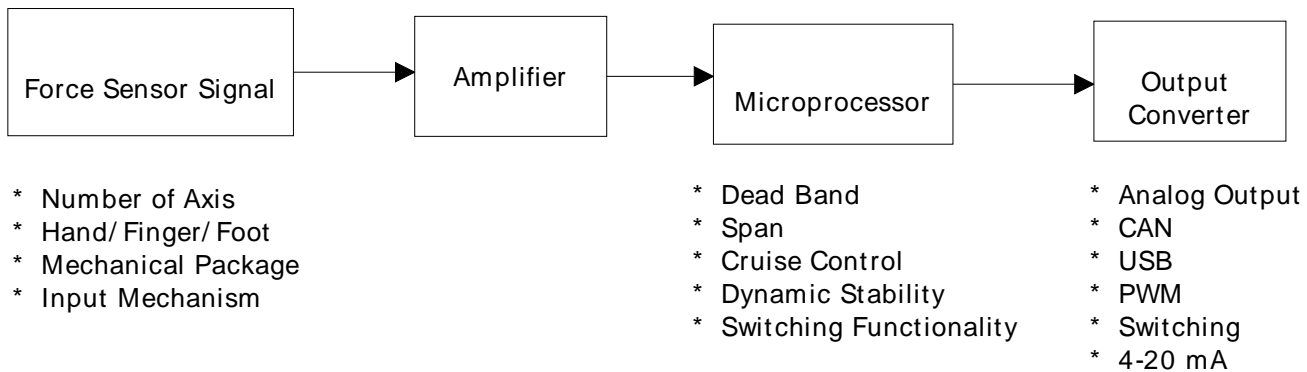 Force Sensor Signal
Amplifier
Microprocessor
Output
Converter
* Number of Axis
* Hand/Finger/Foot
* Mechanical Package
* Input Mechanism
* Dead Band
* Span
* Cruise Control
* Dynamic Stability
* Switching Functionality
* Analog Output
* CAN
* USB
* PWM
* Switching
* 4-20 mA